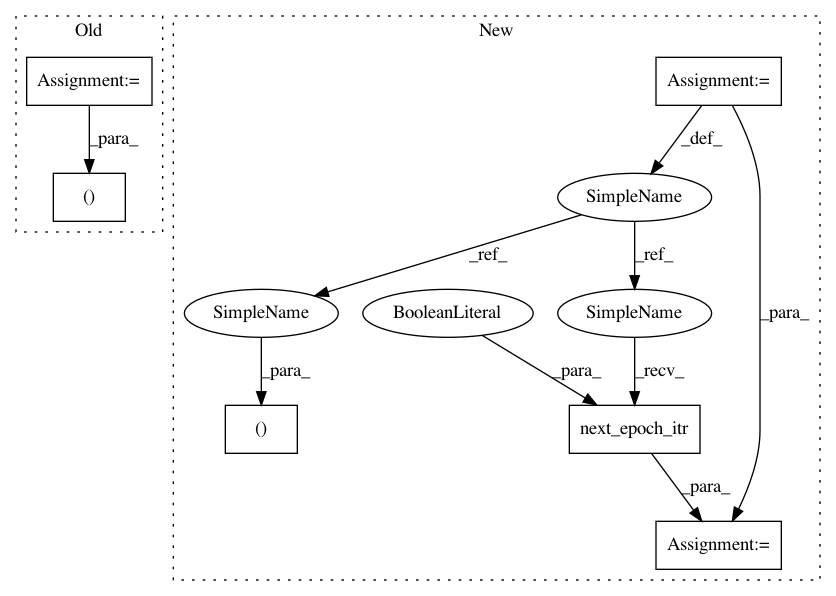 Old
New
Assignment:=
Assignment:=
_para_
_def_
()
SimpleName
_ref_
_ref_
SimpleName
BooleanLiteral
SimpleName
_para_
_para_
_para_
_recv_
()
next_epoch_itr
_para_
Assignment:=